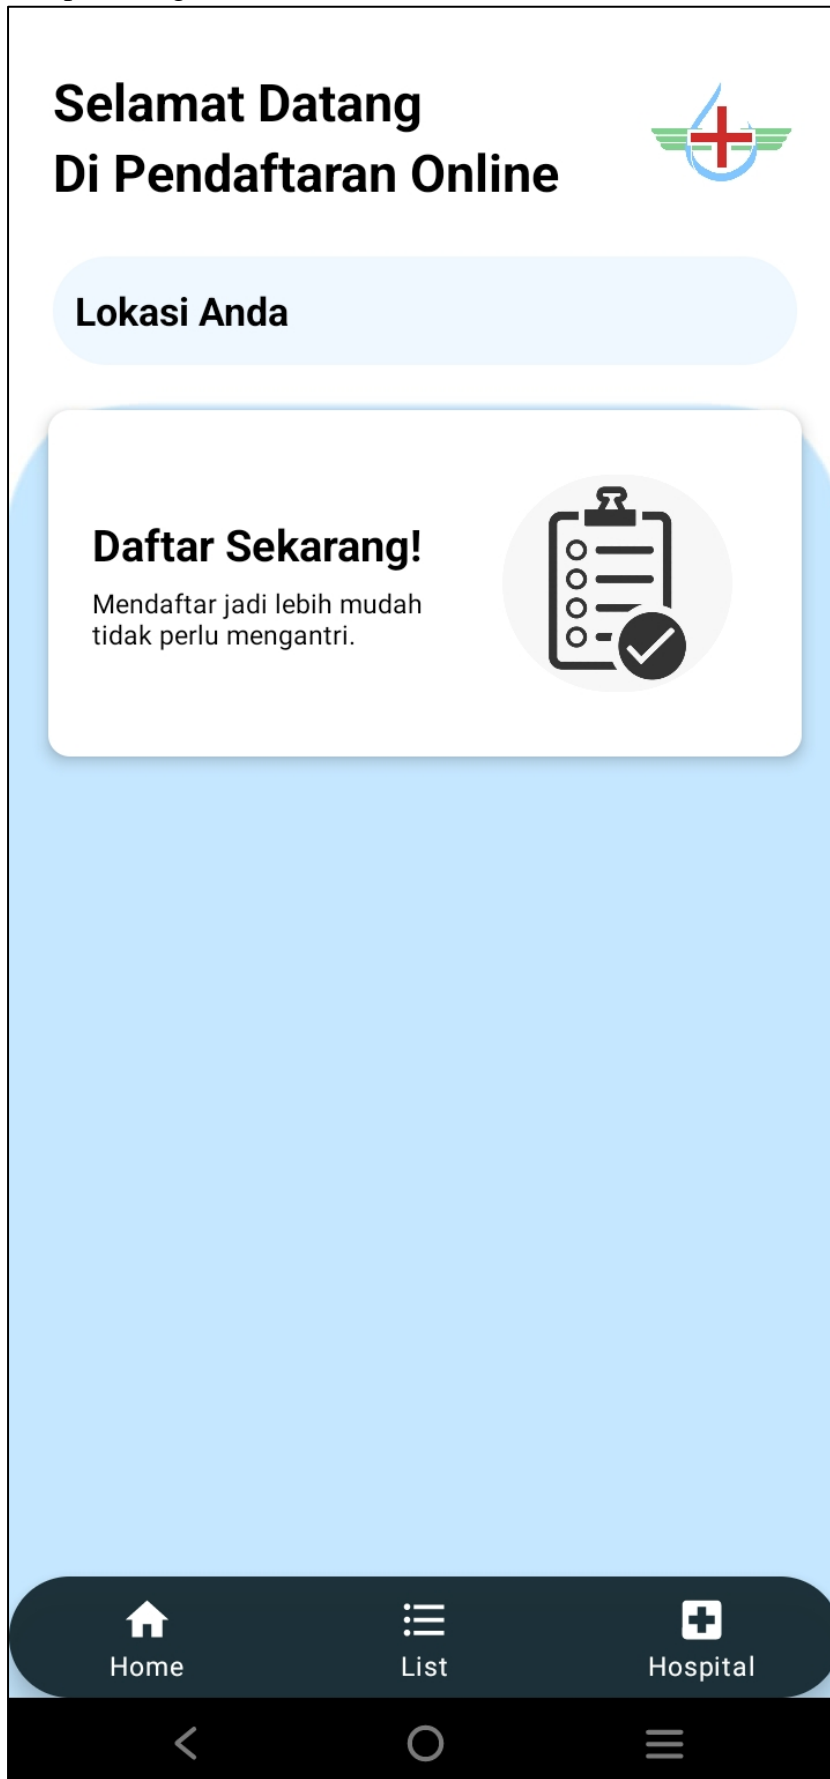 Selamat Datang
Di Pendaftaran Online
Lokasi Anda
Daftar Sekarang!
Mendaftar jadi lebih mudah
tidak perlu mengantri.
Home
List
Hospital